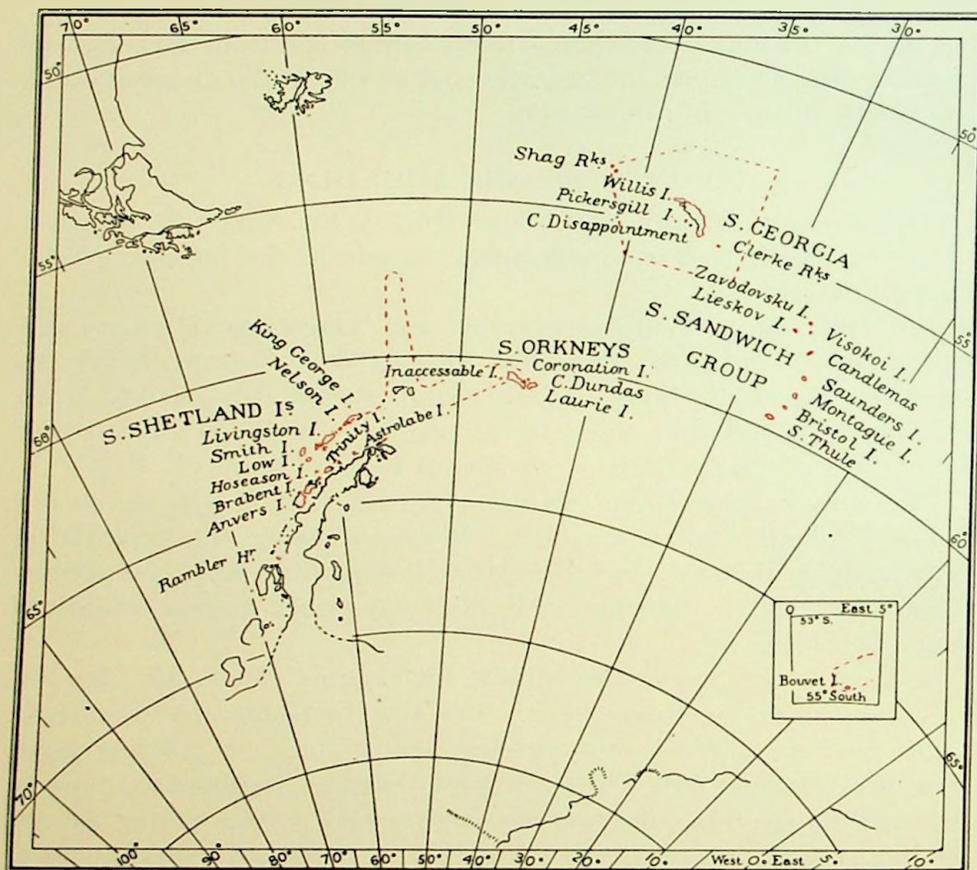 70° 65° 60° 55° 50° 45° 40° 35° 30°
50°
50
Shag Rks
Willis I.
Pickersgill I.
C. Disappointment
S. GEORGIA
Clerke Rks
55°
55
Zavodovsku I.
Lieskov I.
S. SANDWICH
GROUP
Visokoi I.
Candlemas
Saunders I.
Montague I.
Bristol I.
S. Thule
S. ORKNEYS
Inaccessable I.
Coronation I.
C. Dundas
Laurie I.
King George I.
Nelson I.
S. SHETLAND Is
Livingston I.
Smith I.
Low I.
Hoseason I.
Brabent I.
Anvers I.
Trinity I.
Astrolabe I.
60°
60
Rambler Hr
65°
65°
0 East 5°
53° S.
Bouvet I.
55° South
70°
100° 90° 80° 70° 60° 50° 40° 30° 20° 10° West 0° East 5° 10°